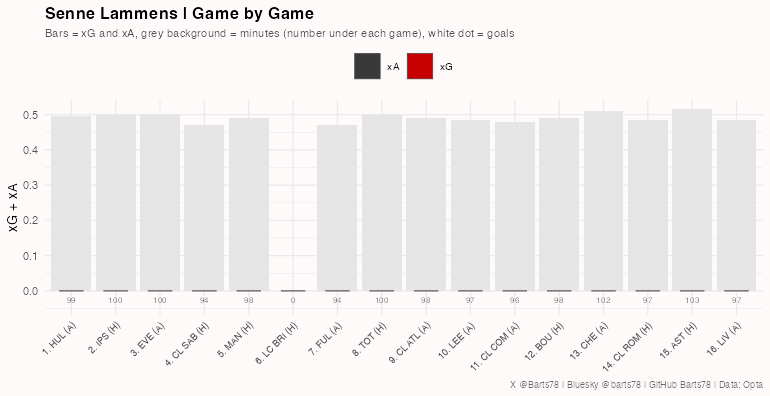 Senne Lammens I Game by Game
Bars = xG and xA, grey background = minutes (number under each game), white dot = goals
xA xG
xG + xA
0.5
0.4
0.3
0.2
0.1
0.0
99 100 100 94 98 0 94 100 98 97 96 98 102 97 103 97
1. HUL (A)
2. IPS (H)
3. EVE (A)
4. CL SAB (H)
5. MAN (H)
6. LC BRI (H)
7. FUL (A)
8. TOT (H)
9. CL ATL (A)
10. LEE (A)
11. CL COM (A)
12. BOU (H)
13. CHE (A)
14. CL ROM (H)
15. AST (H)
16. LIV (A)
X @Barts78 I Bluesky @barts78 I GitHub Barts78 I Data: Opta